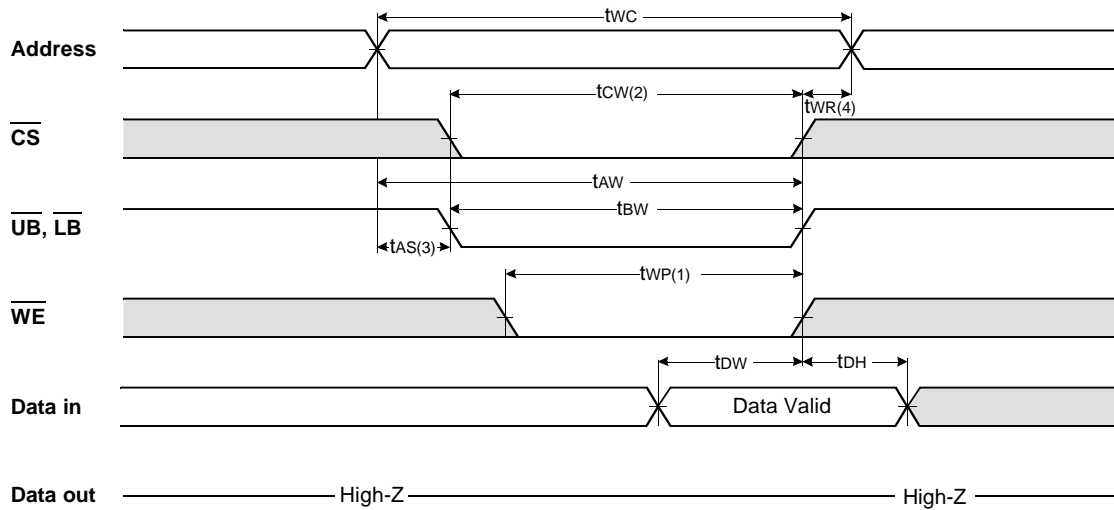 tWC
Address
tCW(2)
tWR(4)
CS
tAW
tBW
UB, LB
tAS(3)
tWP(1)
WE
tDW
tDH
Data in
Data Valid
Data out
High-Z
High-Z